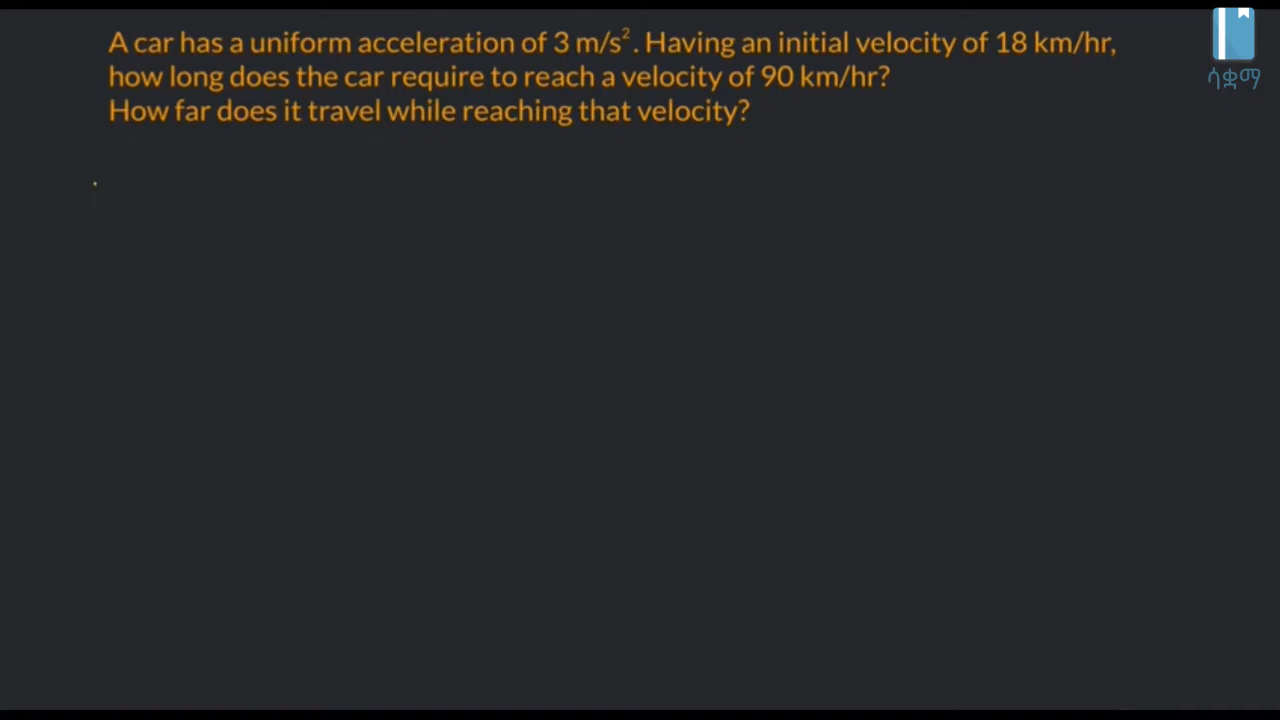 A car has a uniform acceleration of 3 m/s². Having an initial velocity of 18 km/hr,
how long does the car require to reach a velocity of 90 km/hr?
How far does it travel while reaching that velocity?
ሳቋማ